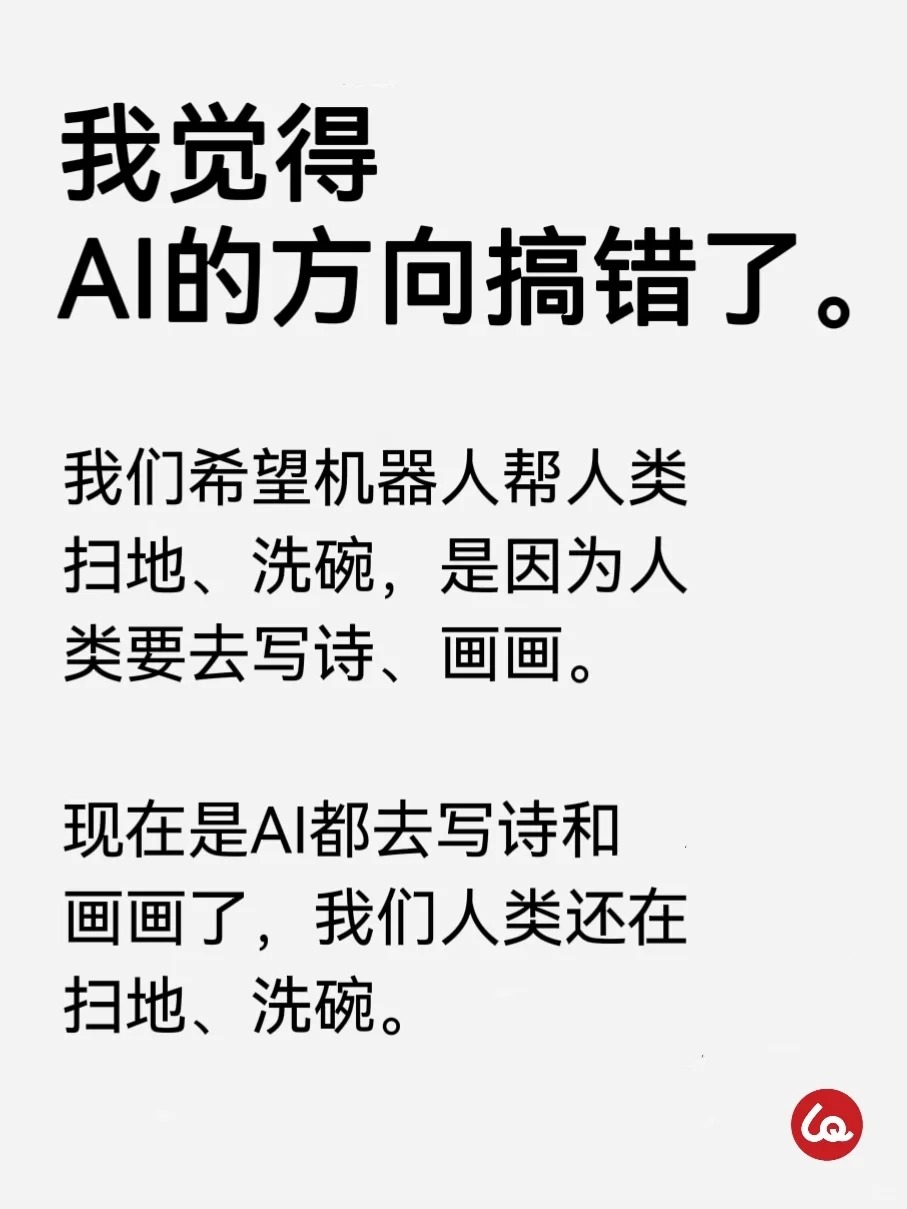 我觉得
AI的方向搞错了。
我们希望机器人帮人类
扫地、洗碗，是因为人
类要去写诗、画画。
现在是AI都去写诗和
画画了，我们人类还在
扫地、洗碗。